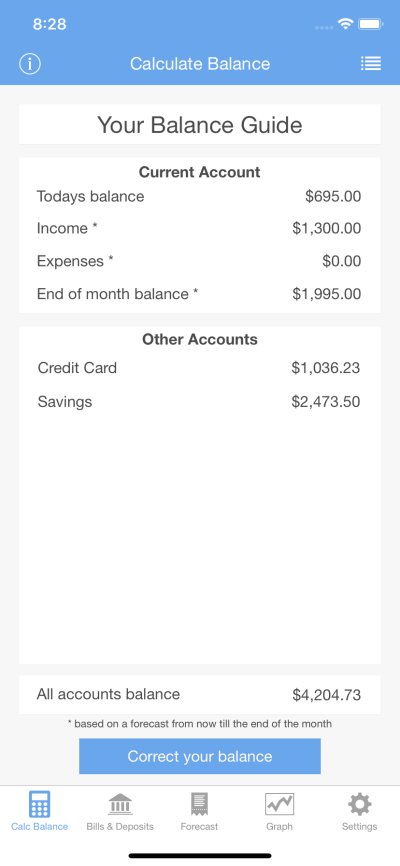 8:28
Calculate Balance
Your Balance Guide
Current Account
Todays balance $695.00
Income * $1,300.00
Expenses * $0.00
End of month balance * $1,995.00
Other Accounts
Credit Card $1,036.23
Savings $2,473.50
All accounts balance $4,204.73
* based on a forecast from now till the end of the month
Correct your balance
Calc Balance Bills & Deposits Forecast Graph Settings